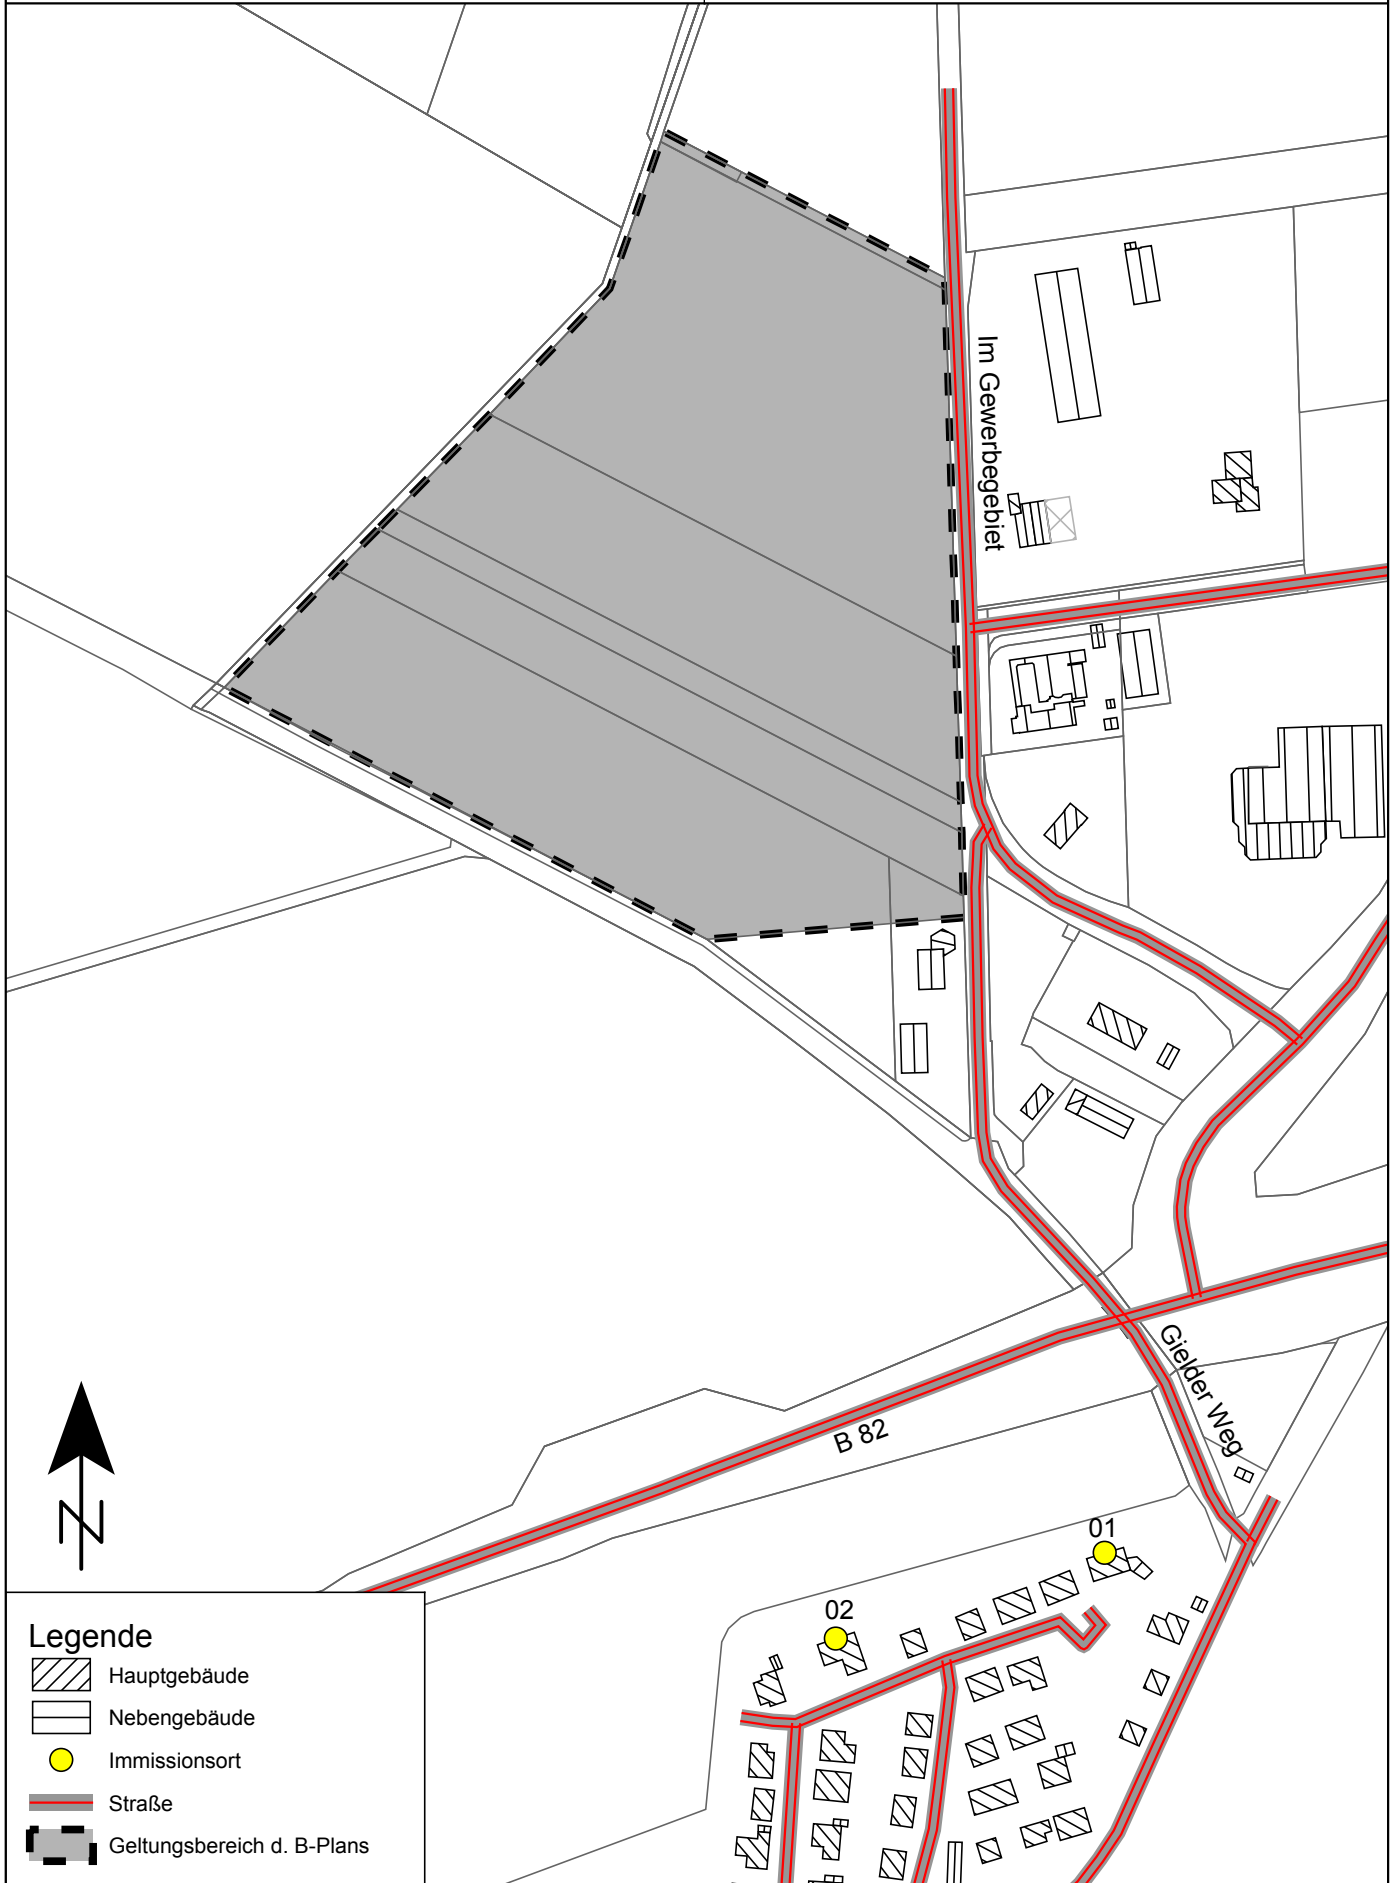 Im Gewerbegebiet
Gielder Weg
B 82
01
02
N
Legende
Hauptgebäude
Nebengebäude
Immissionsort
Straße
Geltungsbereich d. B-Plans